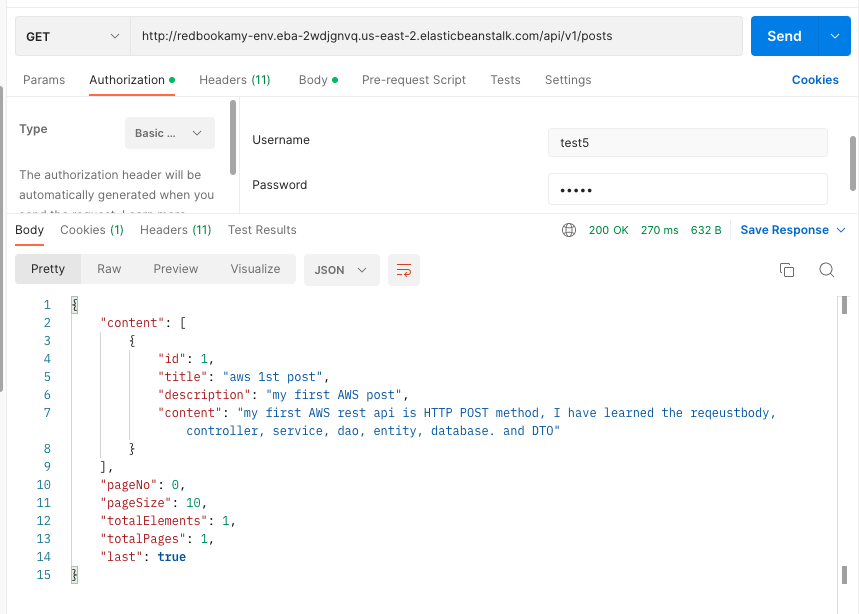 GET http://redbookamy-env.eba-2wdjgnvq.us-east-2.elasticbeanstalk.com/api/v1/posts Send
Params Authorization Headers (11) Body Pre-request Script Tests Settings Cookies
Type Basic ...
The authorization header will be
automatically generated when you
Username test5
Password •••••
Body Cookies (1) Headers (11) Test Results 200 OK 270 ms 632 B Save Response
Pretty Raw Preview Visualize JSON
1 {
2 "content": [
3 {
4 "id": 1,
5 "title": "aws 1st post",
6 "description": "my first AWS post",
7 "content": "my first AWS rest api is HTTP POST method, I have learned the reqeustbody,
controller, service, dao, entity, database. and DTO"
8 }
9 ],
10 "pageNo": 0,
11 "pageSize": 10,
12 "totalElements": 1,
13 "totalPages": 1,
14 "last": true
15 }